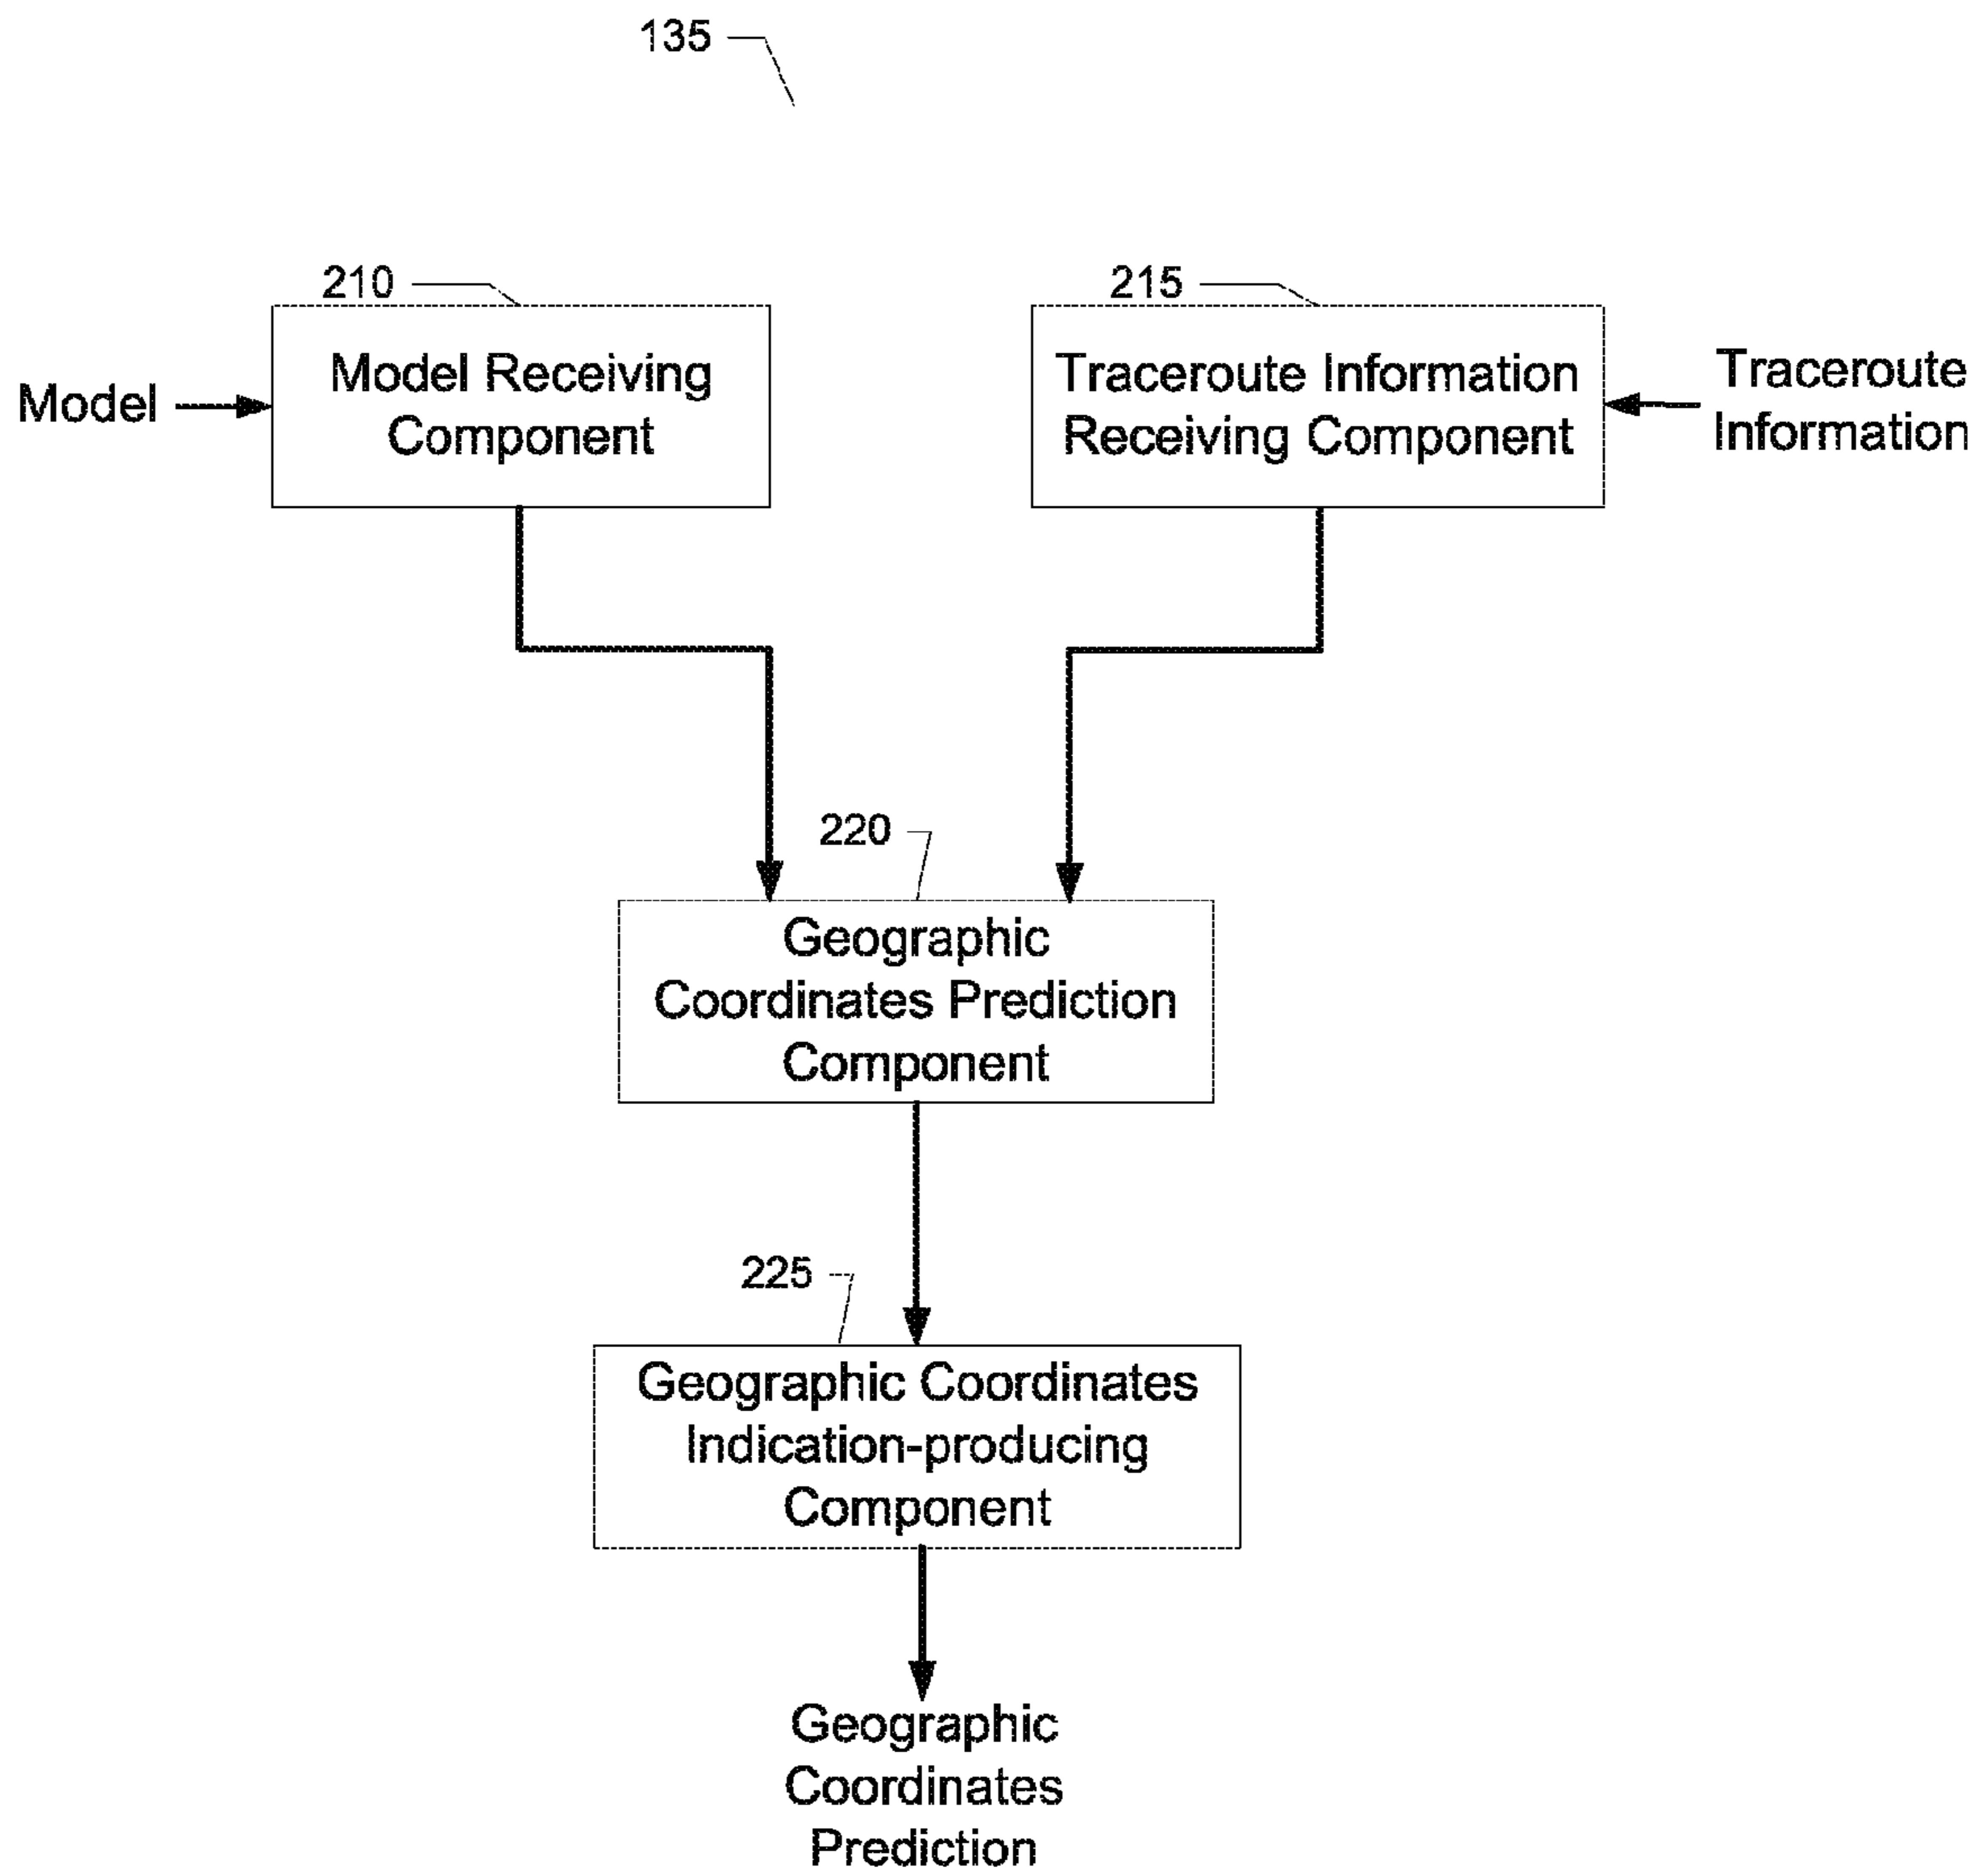 135
210
215
Model
Model Receiving
Component
Traceroute Information
Receiving Component
Traceroute
Information
220
Geographic
Coordinates Prediction
Component
225
Geographic Coordinates
Indication-producing
Component
Geographic
Coordinates
Prediction